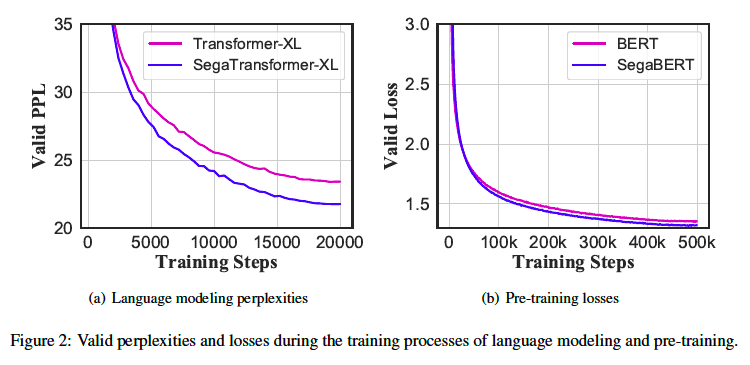 35
30
25
20
Valid PPL
Transformer-XL
SegaTransformer-XL
0 5000 10000 15000 20000
Training Steps
(a) Language modeling perplexities
3.0
2.5
2.0
1.5
Valid Loss
BERT
SegaBERT
0 100k 200k 300k 400k 500k
Training Steps
(b) Pre-training losses
Figure 2: Valid perplexities and losses during the training processes of language modeling and pre-training.